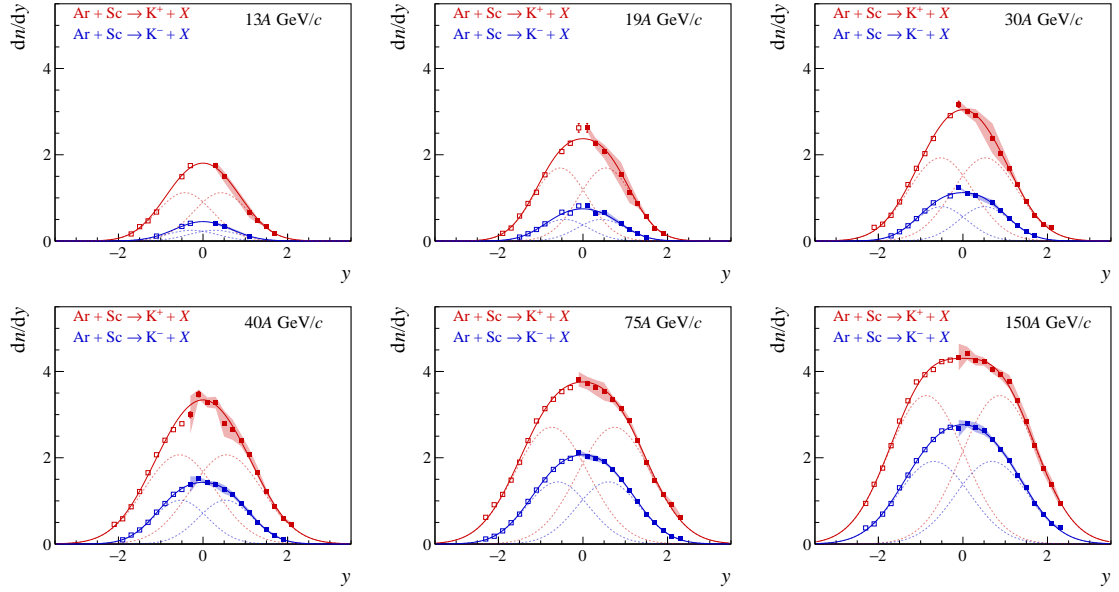 dn/dy
Ar + Sc → K⁺ + X
Ar + Sc → K⁻ + X
13A GeV/c
4
2
0
−2
0
2
y
dn/dy
Ar + Sc → K⁺ + X
Ar + Sc → K⁻ + X
19A GeV/c
4
2
0
−2
0
2
y
dn/dy
Ar + Sc → K⁺ + X
Ar + Sc → K⁻ + X
30A GeV/c
4
2
0
−2
0
2
y
dn/dy
Ar + Sc → K⁺ + X
Ar + Sc → K⁻ + X
40A GeV/c
4
2
0
−2
0
2
y
dn/dy
Ar + Sc → K⁺ + X
Ar + Sc → K⁻ + X
75A GeV/c
4
2
0
−2
0
2
y
dn/dy
Ar + Sc → K⁺ + X
Ar + Sc → K⁻ + X
150A GeV/c
4
2
0
−2
0
2
y